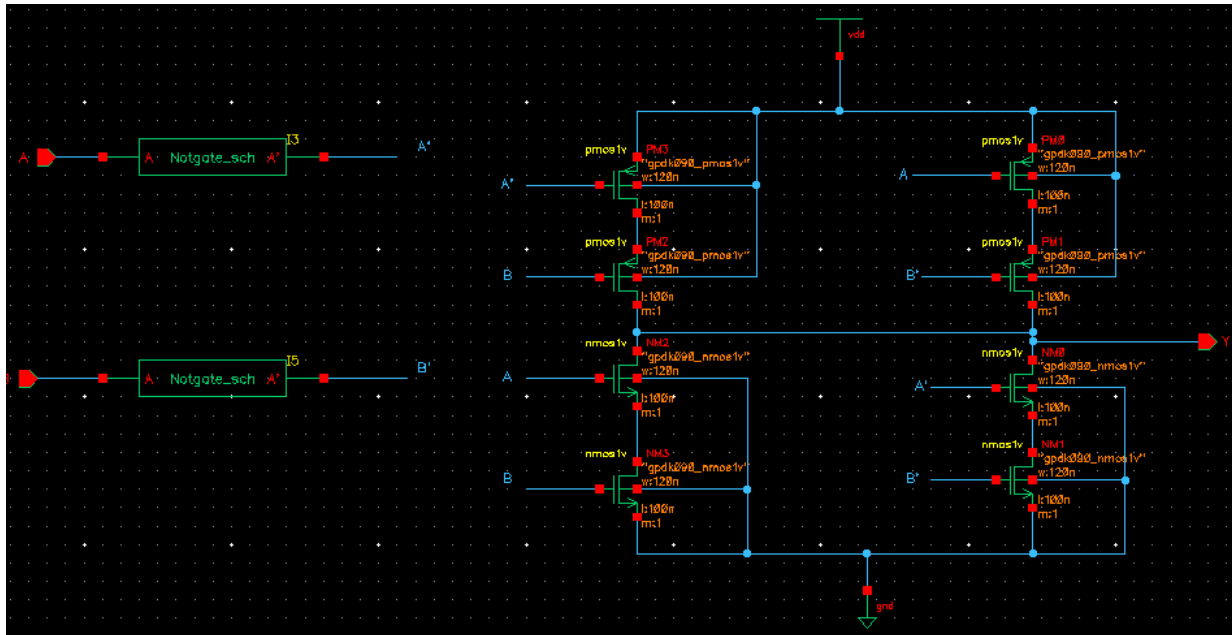 vdd
I3
A
A
Notgate_sch
A'
A'
pmos1v
PM3
"gpdk090_pmos1v"
w:120n
l:100n
m:1
A'
pmos1v
PM0
"gpdk090_pmos1v"
w:120n
l:100n
m:1
A
pmos1v
PM2
"gpdk090_pmos1v"
w:120n
l:100n
m:1
B
pmos1v
PM1
"gpdk090_pmos1v"
w:120n
l:100n
m:1
B'
Y
I5
A
Notgate_sch
A'
B'
nmos1v
NM2
"gpdk090_nmos1v"
w:120n
l:100n
m:1
A
nmos1v
NM0
"gpdk090_nmos1v"
w:120n
l:100n
m:1
A'
nmos1v
NM3
"gpdk090_nmos1v"
w:120n
l:100n
m:1
B
nmos1v
NM1
"gpdk090_nmos1v"
w:120n
l:100n
m:1
B'
gnd